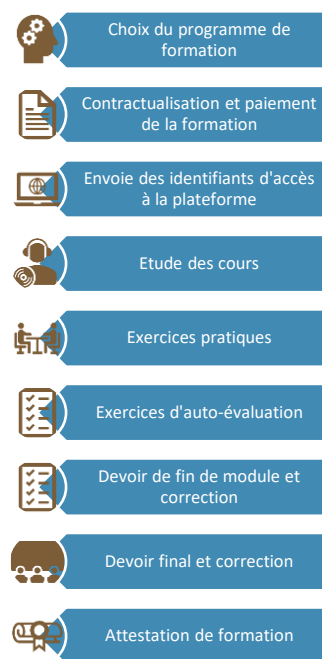 Choix du programme de
formation
Contractualisation et paiement
de la formation
Envoie des identifiants d'accès
à la plateforme
Etude des cours
Exercices pratiques
Exercices d'auto-évaluation
Devoir de fin de module et
correction
Devoir final et correction
Attestation de formation